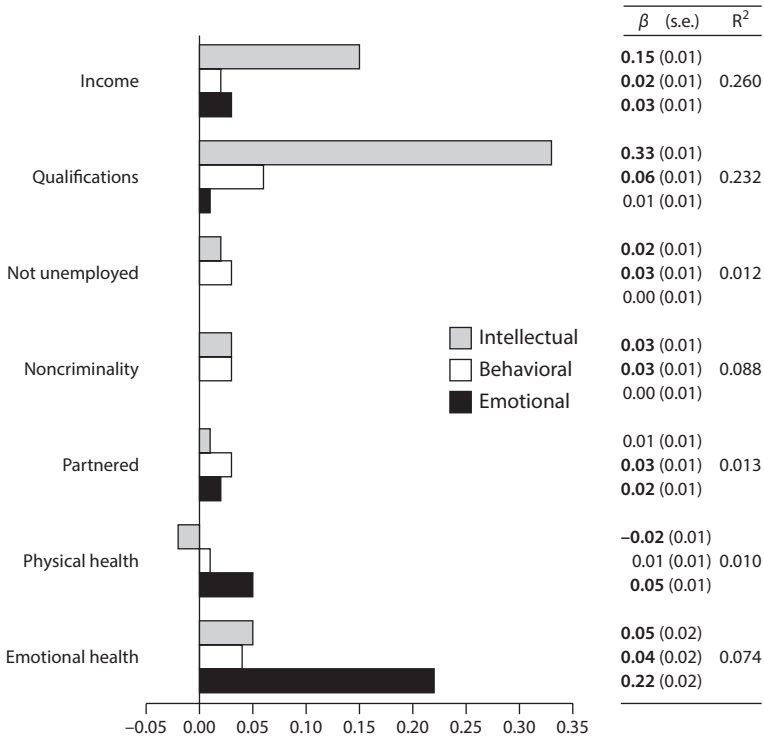 β (s.e.) R²
Income
0.15 (0.01)
0.02 (0.01) 0.260
0.03 (0.01)
Qualifications
0.33 (0.01)
0.06 (0.01) 0.232
0.01 (0.01)
Not unemployed
0.02 (0.01)
0.03 (0.01) 0.012
0.00 (0.01)
Intellectual
Behavioral
Emotional
Noncriminality
0.03 (0.01)
0.03 (0.01) 0.088
0.00 (0.01)
Partnered
0.01 (0.01)
0.03 (0.01) 0.013
0.02 (0.01)
Physical health
–0.02 (0.01)
0.01 (0.01) 0.010
0.05 (0.01)
Emotional health
0.05 (0.02)
0.04 (0.02) 0.074
0.22 (0.02)
–0.05 0.00 0.05 0.10 0.15 0.20 0.25 0.30 0.35